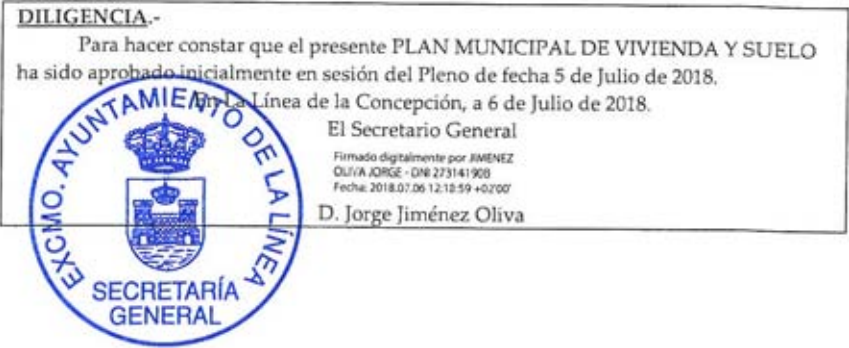 DILIGENCIA.-
Para hacer constar que el presente PLAN MUNICIPAL DE VIVIENDA Y SUELO
ha sido aprobado inicialmente en sesión del Pleno de fecha 5 de Julio de 2018.
En La Línea de la Concepción, a 6 de Julio de 2018.
El Secretario General
Firmado digitalmente por JIMENEZ
OLIVA JORGE - DNI 27314190B
Fecha: 2018.07.06 12:18:59 +02'00'
D. Jorge Jiménez Oliva
EXCMO. AYUNTAMIENTO DE LA LÍNEA
SECRETARÍA
GENERAL